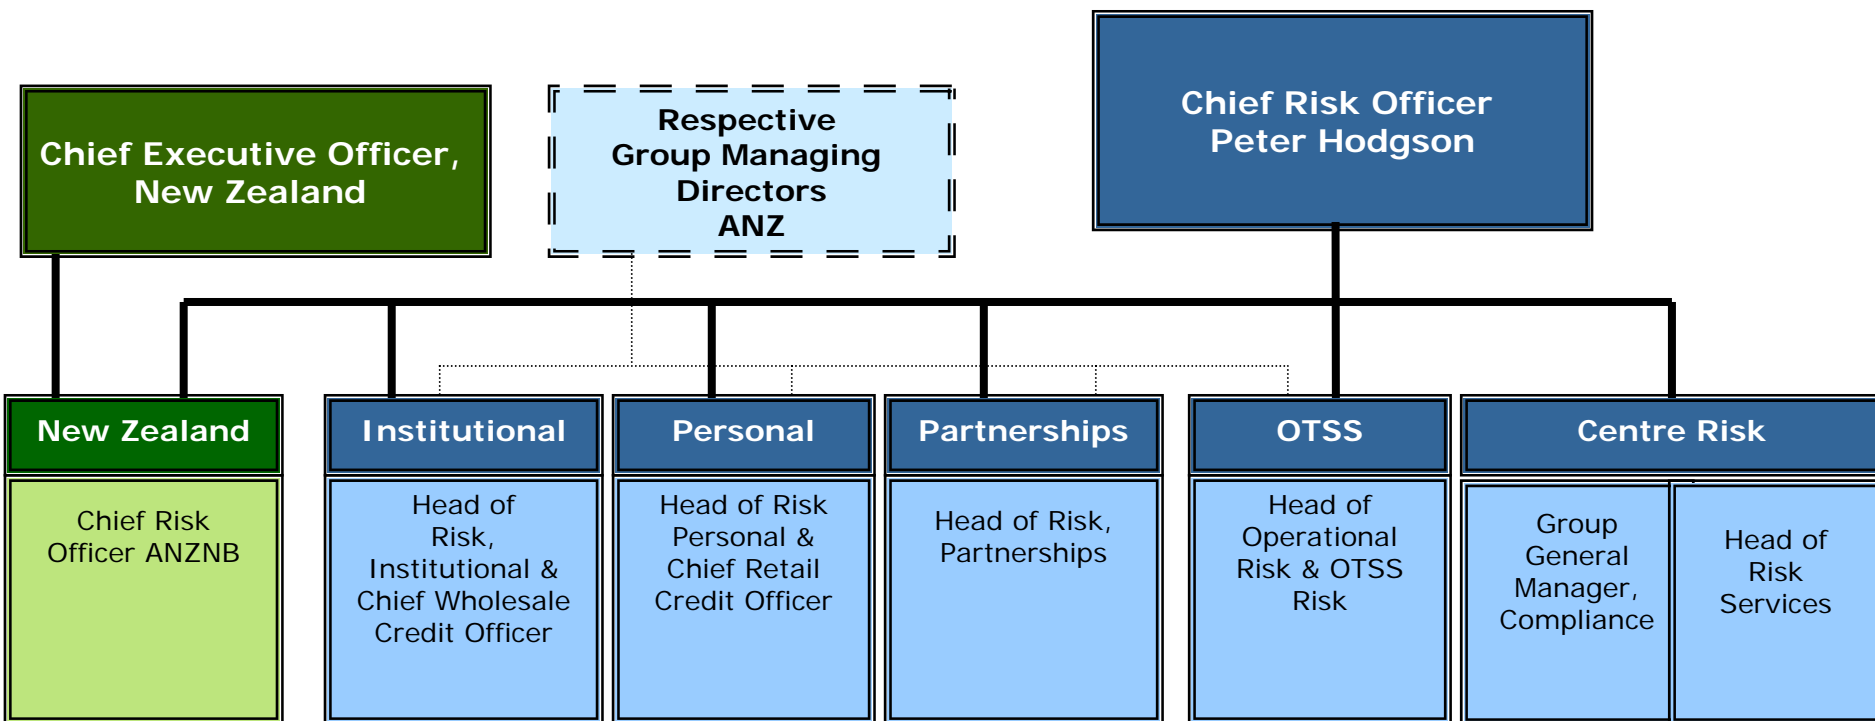 Chief Executive Officer,
New Zealand
Respective
Group Managing
Directors
ANZ
Chief Risk Officer
Peter Hodgson
New Zealand
Chief Risk
Officer ANZNB
Institutional
Head of
Risk,
Institutional &
Chief Wholesale
Credit Officer
Personal
Head of Risk
Personal &
Chief Retail
Credit Officer
Partnerships
Head of Risk,
Partnerships
OTSS
Head of
Operational
Risk & OTSS
Risk
Centre Risk
Group
General
Manager,
Compliance
Head of
Risk
Services